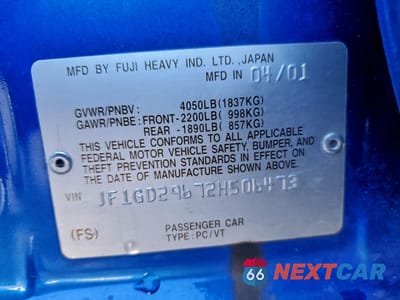 MFD BY FUJI HEAVY IND. LTD., JAPAN
MFD IN 04/01
GVWR/PNBV: 4050LB(1837KG)
GAWR/PNBE: FRONT-2200LB( 998KG)
REAR -1890LB( 857KG)
THIS VEHICLE CONFORMS TO ALL APPLICABLE
FEDERAL MOTOR VEHICLE SAFETY, BUMPER, AND
THEFT PREVENTION STANDARDS IN EFFECT ON
THE DATE OF MANUFACTURE SHOWN ABOVE.
VIN JF1GD29672H506473
PASSENGER CAR
(FS) TYPE: PC/VT
66 NEXTCAR